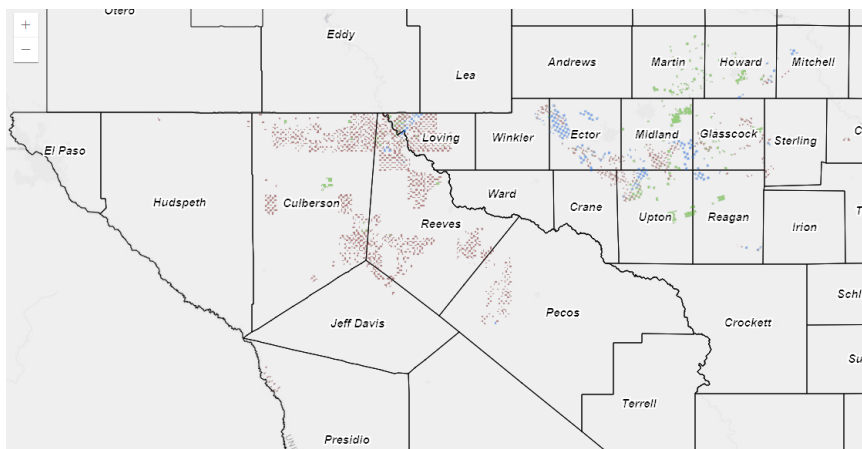 Otero
+
−
Eddy
Lea
Andrews
Martin
Howard
Mitchell
El Paso
Loving
Winkler
Ector
Midland
Glasscock
Sterling
C
Hudspeth
Culberson
Ward
Reeves
Crane
Upton
Reagan
Irion
T
Schl
Jeff Davis
Pecos
Crockett
Su
Terrell
Presidio